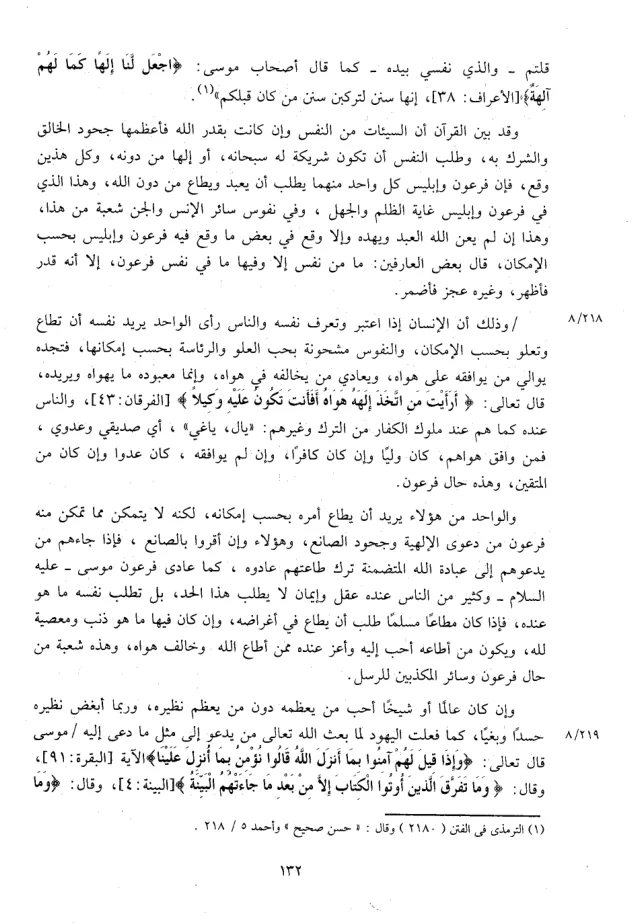 قلتم ـ والذي نفسي بيده ـ كما قال أصحاب موسى: ﴿اجْعَل لَّنَا إِلَهًا كَمَا لَهُمْ
آلِهَةٌ﴾[الأعراف: ٣٨]، إنها سنن لتركبن سنن من كان قبلكم»(١).
وقد بين القرآن أن السيئات من النفس وإن كانت بقدر الله فأعظمها جحود الخالق
والشرك به، وطلب النفس أن تكون شريكة له سبحانه، أو إلها من دونه، وكل هذين
وقع، فإن فرعون وإبليس كل واحد منهما يطلب أن يعبد ويطاع من دون الله، وهذا الذي
في فرعون وإبليس غاية الظلم والجهل ، وفي نفوس سائر الإنس والجن شعبة من هذا،
وهذا إن لم يعن الله العبد ويهده وإلا وقع في بعض ما وقع فيه فرعون وإبليس بحسب
الإمكان، قال بعض العارفين: ما من نفس إلا وفيها ما في نفس فرعون، إلا أنه قدر
فأظهر، وغيره عجز فأضمر.
٨/٢١٨ /وذلك أن الإنسان إذا اعتبر وتعرف نفسه والناس رأى الواحد يريد نفسه أن تطاع
وتعلو بحسب الإمكان، والنفوس مشحونة بحب العلو والرئاسة بحسب إمكانها، فتجده
يوالي من يوافقه على هواه، ويعادي من يخالفه في هواه، وإنما معبوده ما يهواه ويريده،
قال تعالى: ﴿ أَرَأَيْتَ مَنِ اتَّخَذَ إِلَهَهُ هَوَاهُ أَفَأَنتَ تَكُونُ عَلَيْهِ وَكِيلاً ﴾ [الفرقان:٤٣]، والناس
عنده كما هم عند ملوك الكفار من الترك وغيرهم: «يال، ياغي» ، أي صديقي وعدوي ،
فمن وافق هواهم، كان وليًا وإن كان كافرًا، وإن لم يوافقه ، كان عدوا وإن كان من
المتقين، وهذه حال فرعون.
والواحد من هؤلاء يريد أن يطاع أمره بحسب إمكانه، لكنه لا يتمكن مما تمكن منه
فرعون من دعوى الإلهية وجحود الصانع، وهؤلاء وإن أقروا بالصانع ، فإذا جاءهم من
يدعوهم إلى عبادة الله المتضمنة ترك طاعتهم عادوه ، كما عادى فرعون موسى ـ عليه
السلام ـ وكثير من الناس عنده عقل وإيمان لا يطلب هذا الحد، بل تطلب نفسه ما هو
عنده، فإذا كان مطاعًا مسلمًا طلب أن يطاع في أغراضه، وإن كان فيها ما هو ذنب ومعصية
لله، ويكون من أطاعه أحب إليه وأعز عنده ممن أطاع الله وخالف هواه، وهذه شعبة من
حال فرعون وسائر المكذبين للرسل.
وإن كان عالمًا أو شيخًا أحب من يعظمه دون من يعظم نظيره، وربما أبغض نظيره
٨/٢١٩ حسدًا وبغيًا، كما فعلت اليهود لما بعث الله تعالى من يدعو إلى مثل ما دعى إليه /موسى
قال تعالى: ﴿وَإِذَا قِيلَ لَهُمْ آمِنُوا بِمَا أَنزَلَ اللَّهُ قَالُوا نُؤْمِنُ بِمَا أُنزِلَ عَلَيْنَا﴾الآية [البقرة:٩١]،
وقال: ﴿ وَمَا تَفَرَّقَ الَّذِينَ أُوتُوا الْكِتَابَ إِلاَّ مِنْ بَعْدِ مَا جَاءَتْهُمُ الْبَيِّنَةُ ﴾[البينة:٤]، وقال: ﴿وَمَا
(١) الترمذى فى الفتن ( ٢١٨٠ ) وقال : « حسن صحيح » وأحمد ٥ / ٢١٨ .
١٣٢